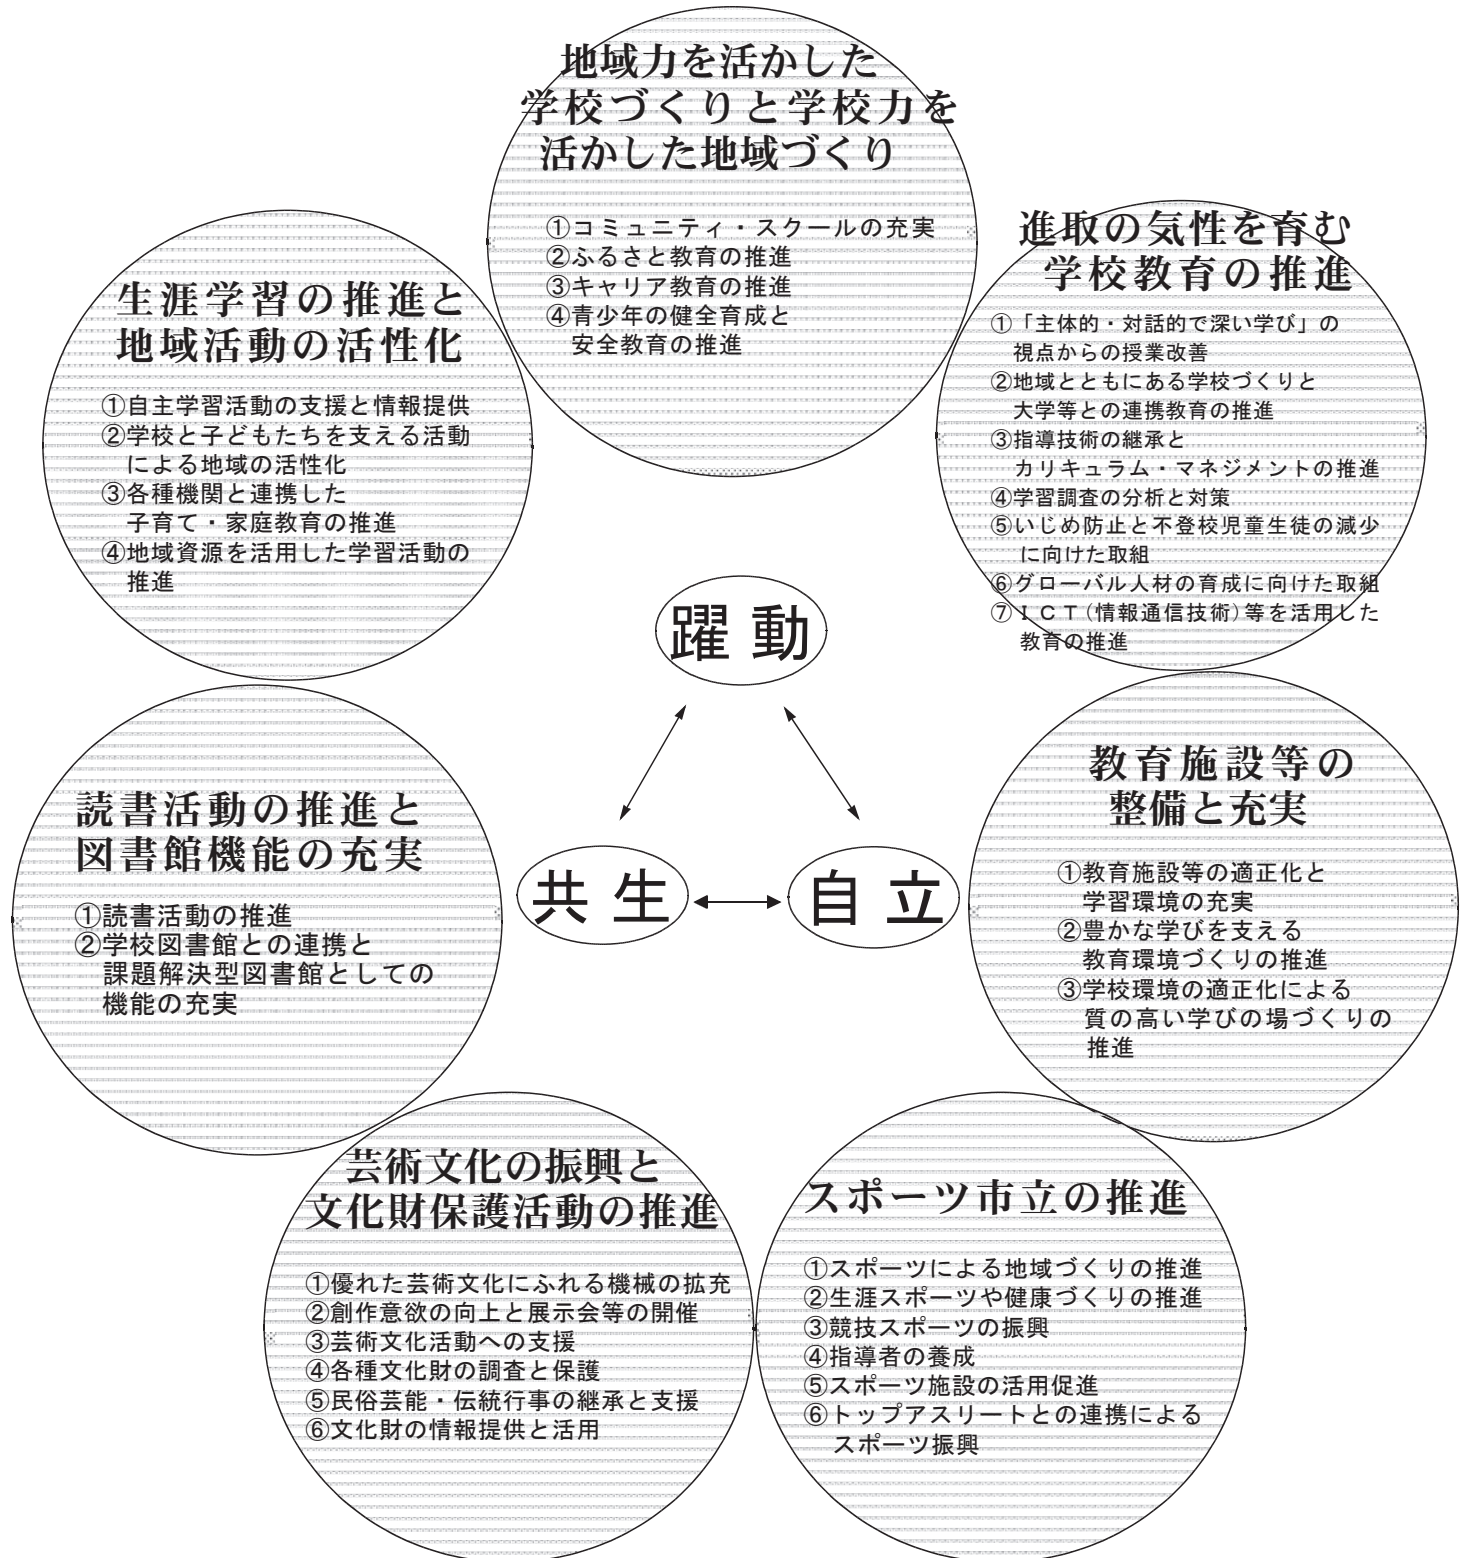 地域力を活かした
学校づくりと学校力を
活かした地域づくり
①コミュニティ・スクールの充実
②ふるさと教育の推進
③キャリア教育の推進
④青少年の健全育成と
安全教育の推進
進取の気性を育む
学校教育の推進
①「主体的・対話的で深い学び」の
視点からの授業改善
②地域とともにある学校づくりと
大学等との連携教育の推進
③指導技術の継承と
カリキュラム・マネジメントの推進
④学習調査の分析と対策
⑤いじめ防止と不登校児童生徒の減少
に向けた取組
⑥グローバル人材の育成に向けた取組
⑦ＩＣＴ(情報通信技術)等を活用した
教育の推進
生涯学習の推進と
地域活動の活性化
①自主学習活動の支援と情報提供
②学校と子どもたちを支える活動
による地域の活性化
③各種機関と連携した
子育て・家庭教育の推進
④地域資源を活用した学習活動の
推進
躍動
共生
自立
教育施設等の
整備と充実
①教育施設等の適正化と
学習環境の充実
②豊かな学びを支える
教育環境づくりの推進
③学校環境の適正化による
質の高い学びの場づくりの
推進
読書活動の推進と
図書館機能の充実
①読書活動の推進
②学校図書館との連携と
課題解決型図書館としての
機能の充実
芸術文化の振興と
文化財保護活動の推進
①優れた芸術文化にふれる機械の拡充
②創作意欲の向上と展示会等の開催
③芸術文化活動への支援
④各種文化財の調査と保護
⑤民俗芸能・伝統行事の継承と支援
⑥文化財の情報提供と活用
スポーツ市立の推進
①スポーツによる地域づくりの推進
②生涯スポーツや健康づくりの推進
③競技スポーツの振興
④指導者の養成
⑤スポーツ施設の活用促進
⑥トップアスリートとの連携による
スポーツ振興